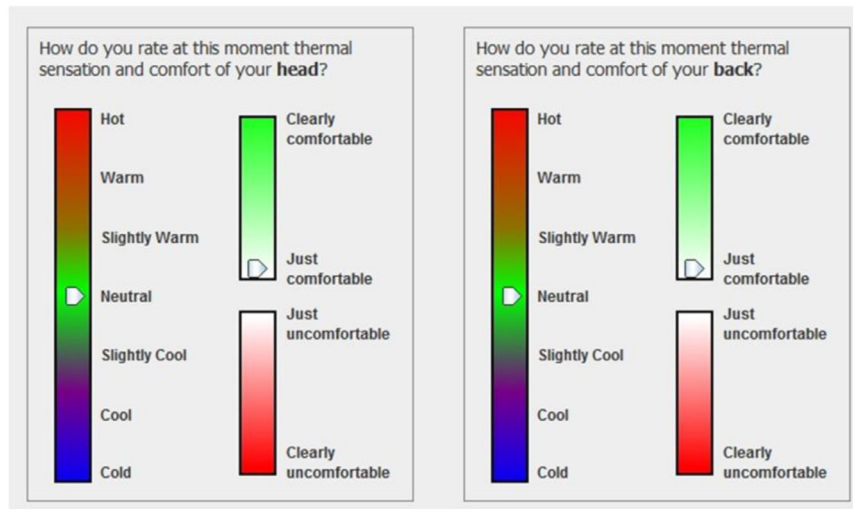 How do you rate at this moment thermal
sensation and comfort of your head?
Hot
Warm
Slightly Warm
Neutral
Slightly Cool
Cool
Cold
Clearly
comfortable
Just
comfortable
Just
uncomfortable
Clearly
uncomfortable
How do you rate at this moment thermal
sensation and comfort of your back?
Hot
Warm
Slightly Warm
Neutral
Slightly Cool
Cool
Cold
Clearly
comfortable
Just
comfortable
Just
uncomfortable
Clearly
uncomfortable